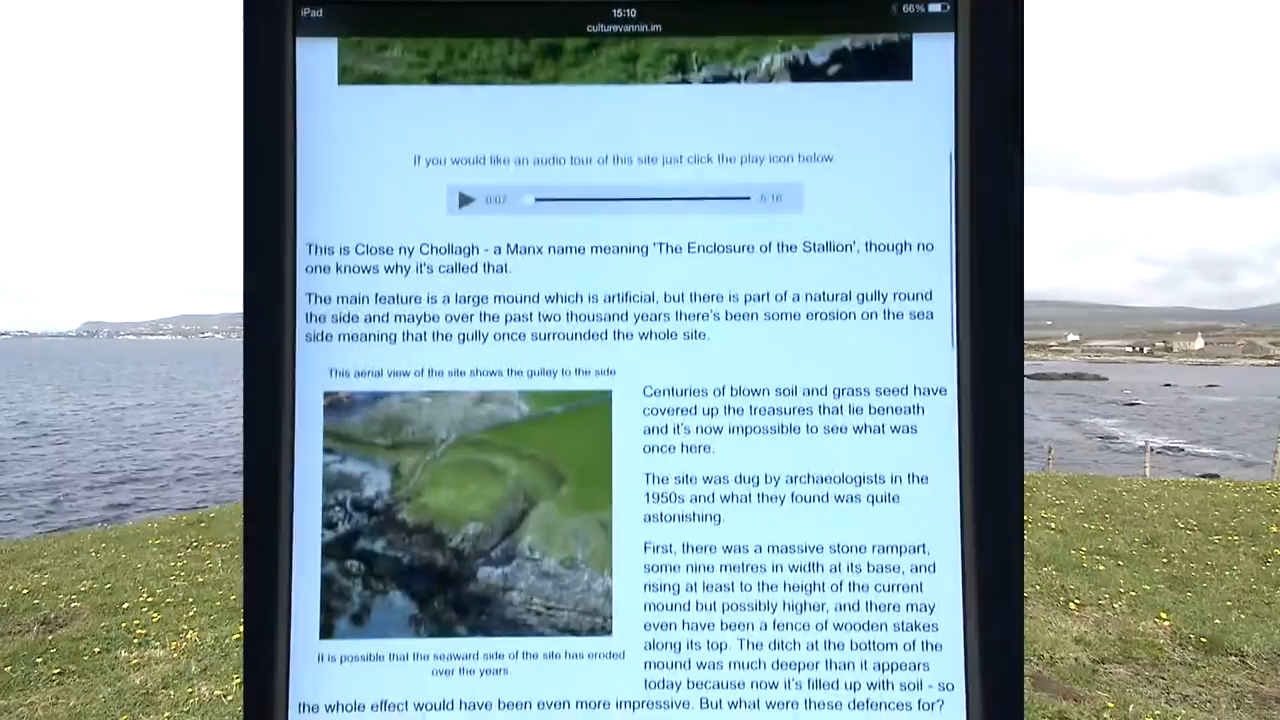 iPad 15:10 66%
culturevannin.im
If you would like an audio tour of this site just click the play icon below.
0:07 -5:16
This is Close ny Chollagh - a Manx name meaning 'The Enclosure of the Stallion', though no
one knows why it's called that.
The main feature is a large mound which is artificial, but there is part of a natural gully round
the side and maybe over the past two thousand years there's been some erosion on the sea
side meaning that the gully once surrounded the whole site.
This aerial view of the site shows the gulley to the side
Centuries of blown soil and grass seed have
covered up the treasures that lie beneath
and it's now impossible to see what was
once here.
The site was dug by archaeologists in the
1950s and what they found was quite
astonishing.
First, there was a massive stone rampart,
some nine metres in width at its base, and
rising at least to the height of the current
mound but possibly higher, and there may
even have been a fence of wooden stakes
along its top. The ditch at the bottom of the
mound was much deeper than it appears
today because now it's filled up with soil - so
It is possible that the seaward side of the site has eroded
over the years
the whole effect would have been even more impressive. But what were these defences for?